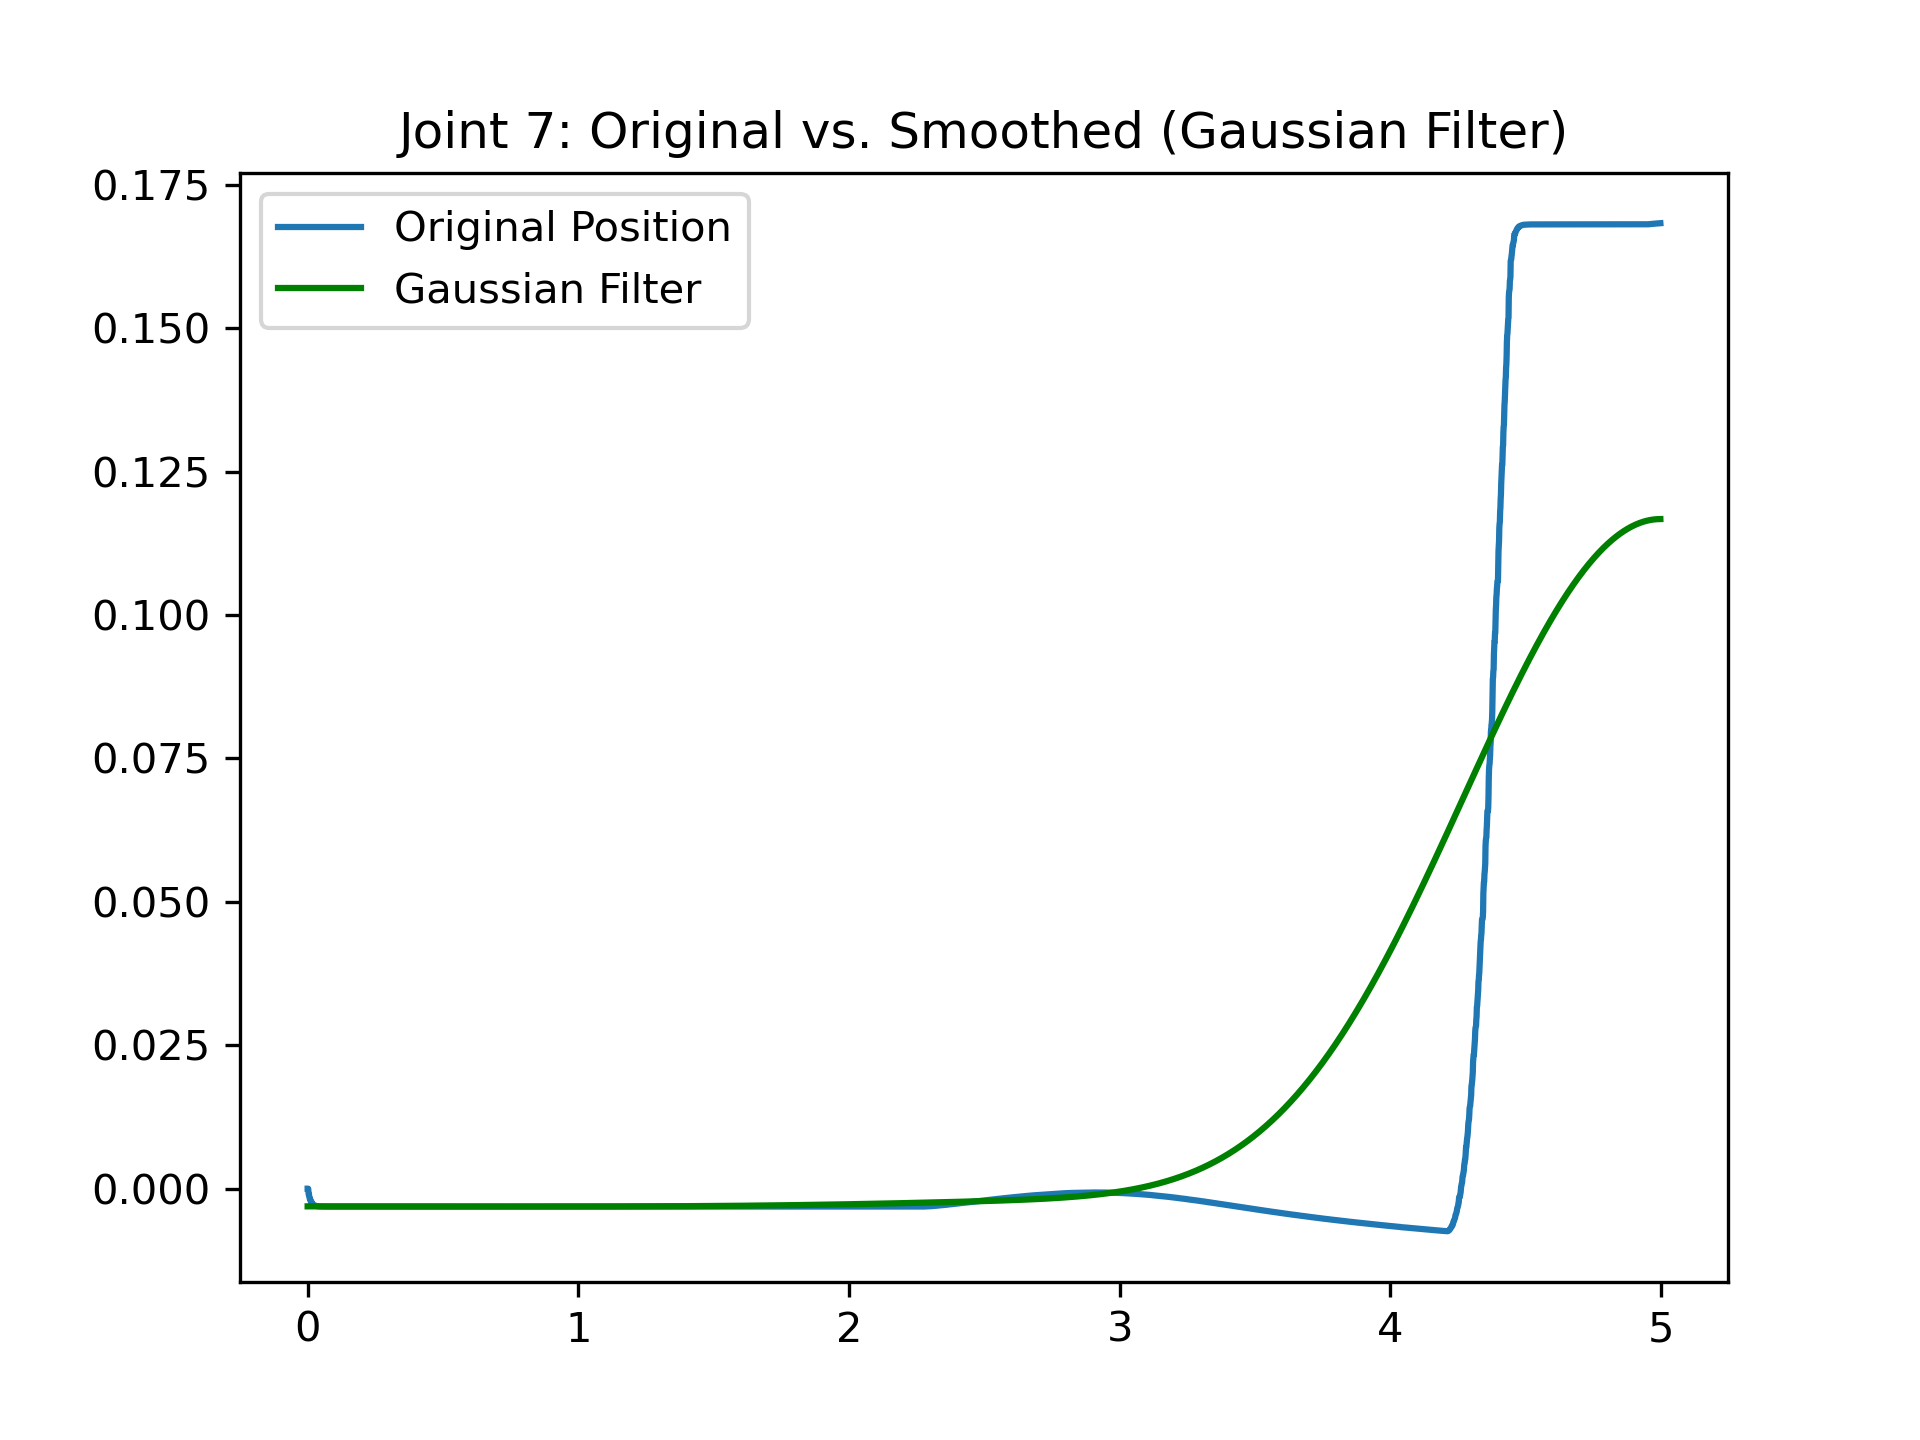 Joint 7: Original vs. Smoothed (Gaussian Filter)
Original Position
Gaussian Filter
0.175
0.150
0.125
0.100
0.075
0.050
0.025
0.000
0 1 2 3 4 5